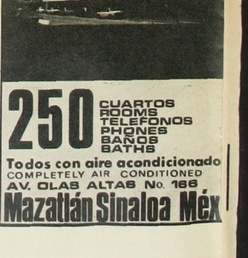 250
CUARTOS
ROOMS
TELEFONOS
PHONES
BAÑOS
BATHS
Todos con aire acondicionado
COMPLETELY AIR CONDITIONED
AV. OLAS ALTAS No. 166
Mazatlán Sinaloa Méx